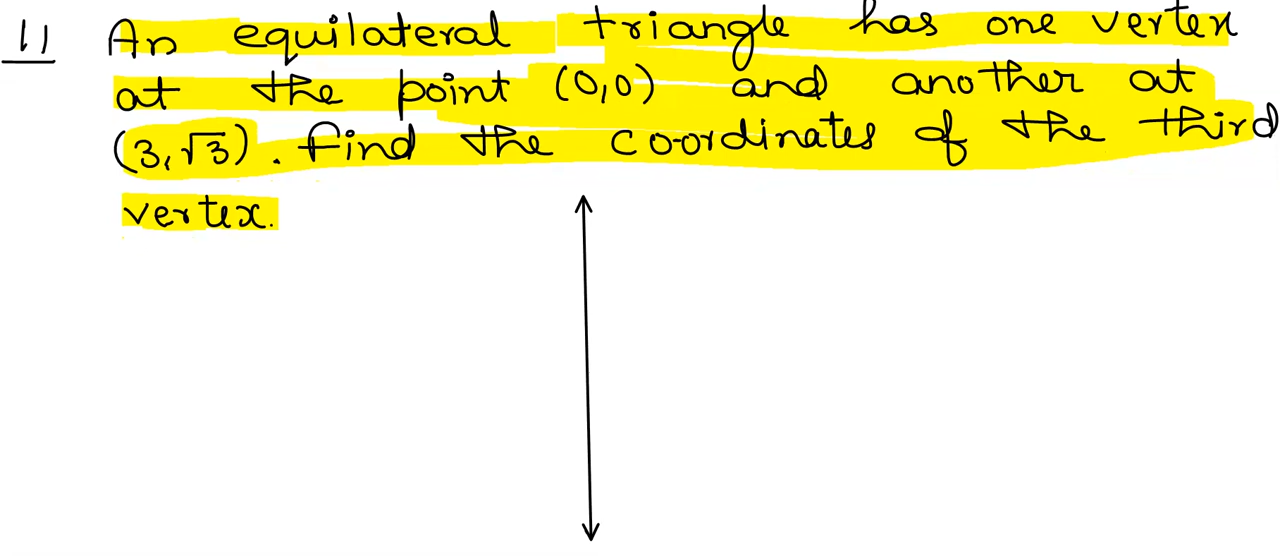 11 An equilateral triangle has one vertex
at the point (0,0) and another at
(3,√3). Find the coordinates of the third
vertex.